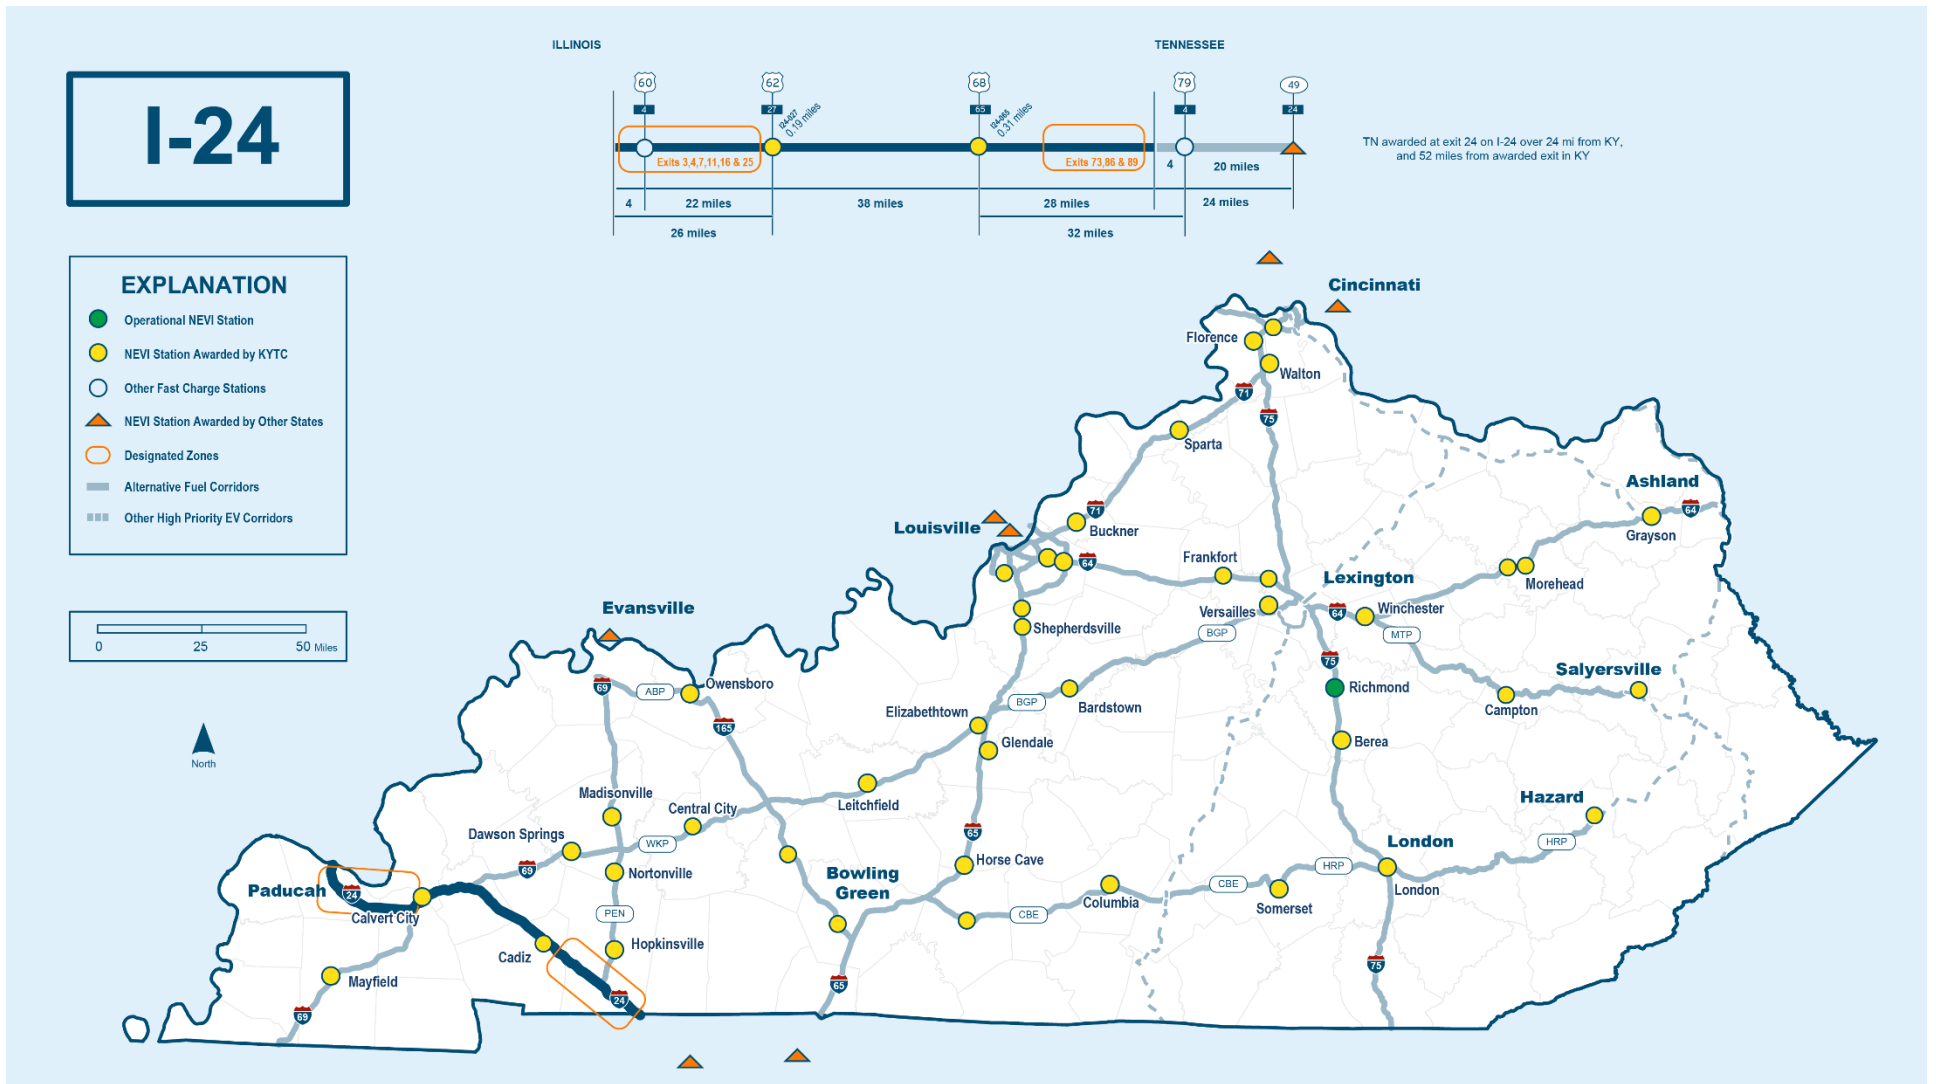 I-24
ILLINOIS
TENNESSEE
60
62
68
79
49
4
27
65
4
24
I24-027
0.19 miles
I24-065
0.31 miles
Exits 3,4,7,11,16 & 25
Exits 73,86 & 89
4
20 miles
4
22 miles
38 miles
28 miles
24 miles
26 miles
32 miles
TN awarded at exit 24 on I-24 over 24 mi from KY,
and 52 miles from awarded exit in KY
EXPLANATION
Operational NEVI Station
NEVI Station Awarded by KYTC
Other Fast Charge Stations
NEVI Station Awarded by Other States
Designated Zones
Alternative Fuel Corridors
Other High Priority EV Corridors
0
25
50 Miles
North
Cincinnati
Florence
Walton
71
75
Sparta
Ashland
64
Grayson
71
Buckner
Louisville
64
Frankfort
Lexington
Morehead
Versailles
64
Winchester
Evansville
Shepherdsville
BGP
MTP
75
Salyersville
69
ABP
Owensboro
Richmond
BGP
Bardstown
Campton
165
Elizabethtown
Glendale
Berea
Madisonville
Central City
Leitchfield
Hazard
Dawson Springs
WKP
65
London
HRP
69
Nortonville
Horse Cave
HRP
Bowling
Green
Paducah
24
Calvert City
PEN
CBE
Columbia
CBE
Somerset
London
Cadiz
Hopkinsville
Mayfield
24
65
75
69